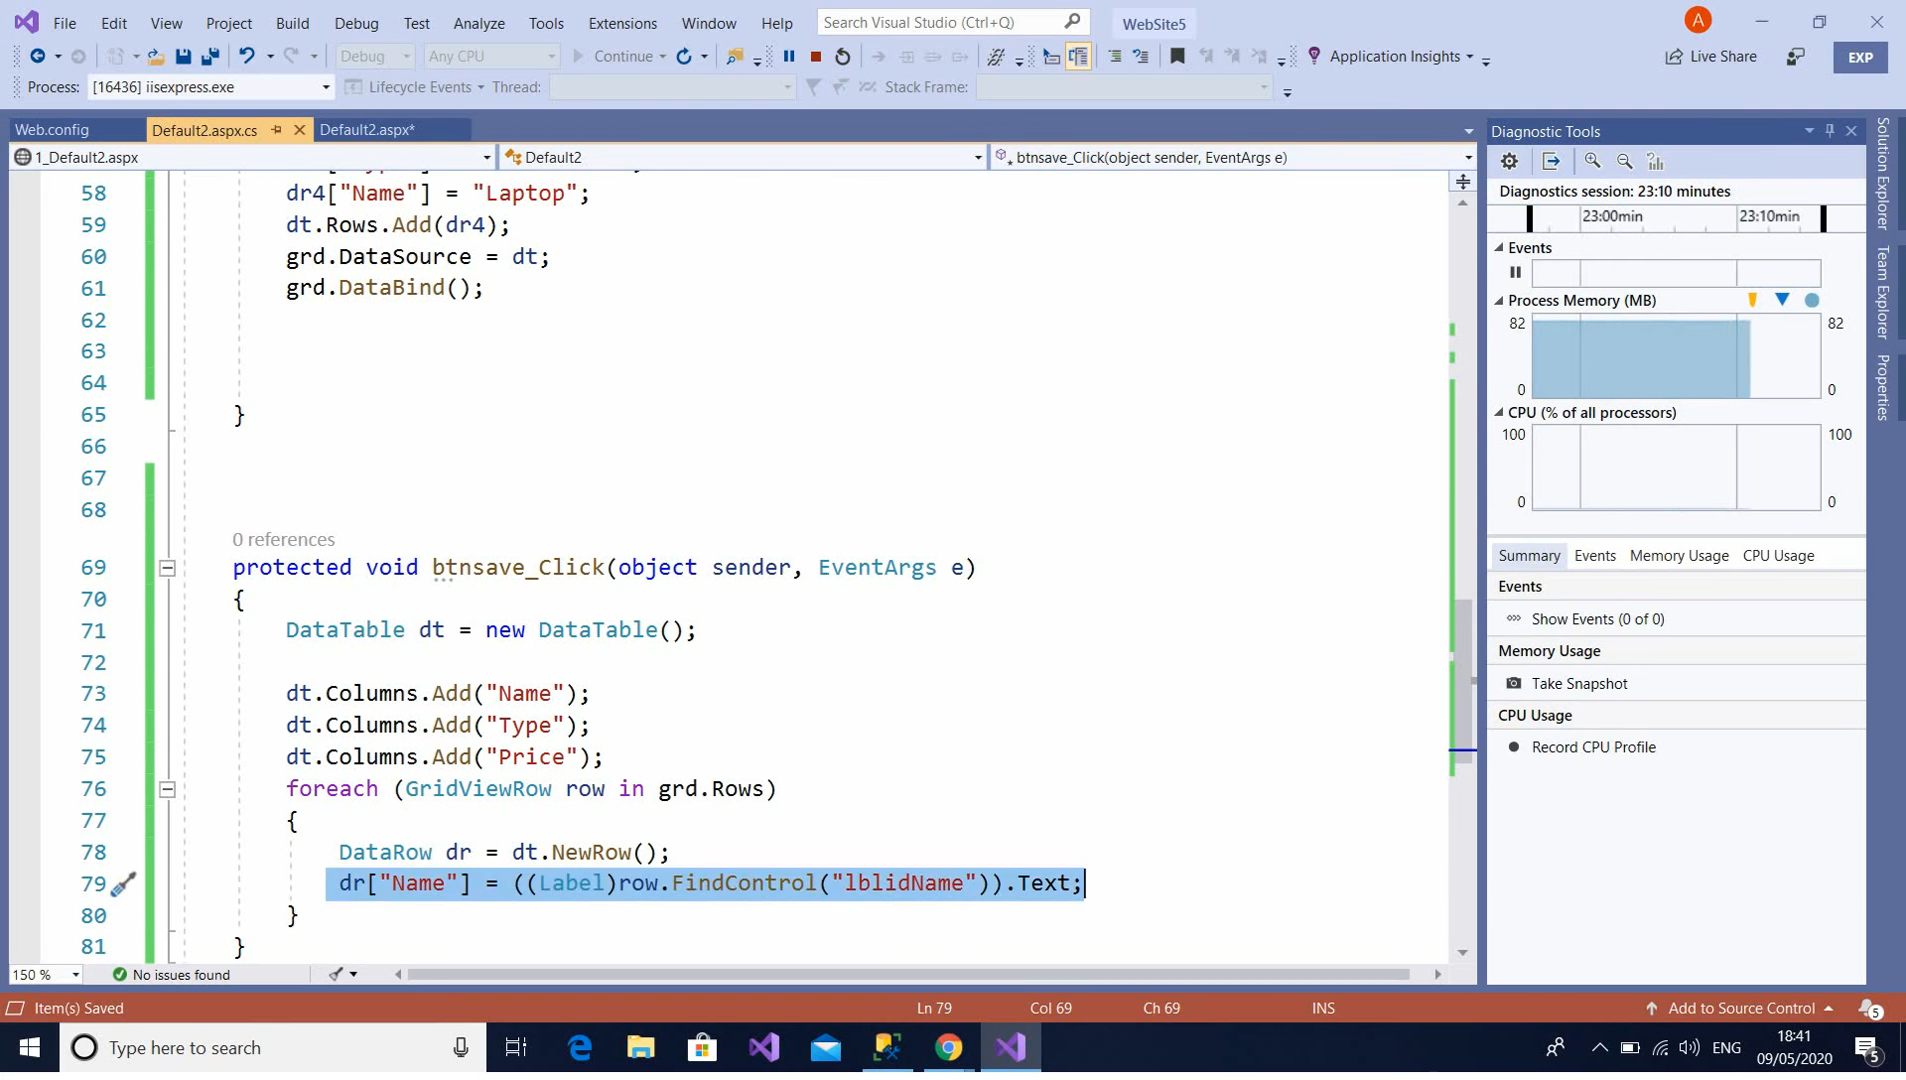 File Edit View Project Build Debug Test Analyze Tools Extensions Window Help Search Visual Studio (Ctrl+Q) WebSite5 A
Debug Any CPU Continue Application Insights Live Share EXP
Process: [16436] iisexpress.exe Lifecycle Events Thread: Stack Frame:
Web.config Default2.aspx.cs Default2.aspx*
1_Default2.aspx Default2 btnsave_Click(object sender, EventArgs e)
58 dr4["Name"] = "Laptop";
59 dt.Rows.Add(dr4);
60 grd.DataSource = dt;
61 grd.DataBind();
62
63
64
65 }
66
67
68
0 references
69 protected void btnsave_Click(object sender, EventArgs e)
70 {
71 DataTable dt = new DataTable();
72
73 dt.Columns.Add("Name");
74 dt.Columns.Add("Type");
75 dt.Columns.Add("Price");
76 foreach (GridViewRow row in grd.Rows)
77 {
78 DataRow dr = dt.NewRow();
79 dr["Name"] = ((Label)row.FindControl("lblidName")).Text;
80 }
81 }
150 % No issues found
Diagnostic Tools
Diagnostics session: 23:10 minutes
23:00min 23:10min
Events
Process Memory (MB)
82 82
0 0
CPU (% of all processors)
100 100
0 0
Summary Events Memory Usage CPU Usage
Events
Show Events (0 of 0)
Memory Usage
Take Snapshot
CPU Usage
Record CPU Profile
Solution Explorer
Team Explorer
Properties
Item(s) Saved Ln 79 Col 69 Ch 69 INS Add to Source Control 5
Type here to search ENG 18:41
09/05/2020 5